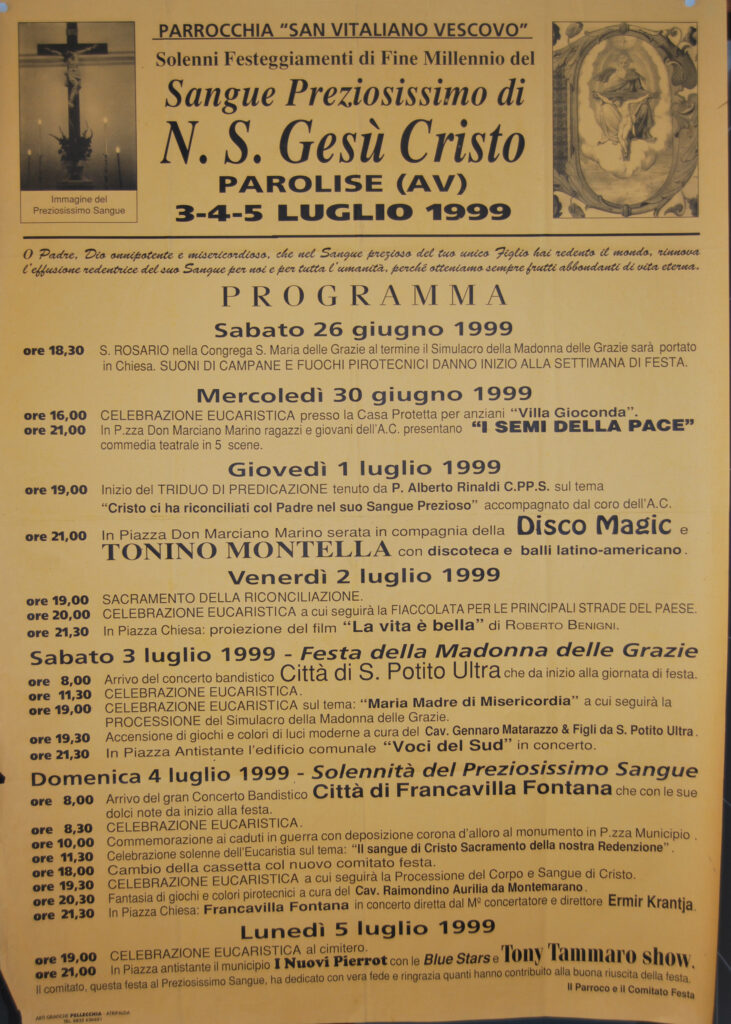 PARROCCHIA "SAN VITALIANO VESCOVO"
Solenni Festeggiamenti di Fine Millennio del
Sangue Preziosissimo di
N. S. Gesù Cristo
PAROLISE (AV)
3-4-5 LUGLIO 1999
Immagine del
Preziosissimo Sangue
O Padre, Dio onnipotente e misericordioso, che nel Sangue prezioso del tuo unico Figlio hai redento il mondo, rinnova
l'effusione redentrice del suo Sangue per noi e per tutta l'umanità, perché otteniamo sempre frutti abbondanti di vita eterna.
PROGRAMMA
Sabato 26 giugno 1999
ore 18,30 S. ROSARIO nella Congrega S. Maria delle Grazie al termine il Simulacro della Madonna delle Grazie sarà portato
in Chiesa. SUONI DI CAMPANE E FUOCHI PIROTECNICI DANNO INIZIO ALLA SETTIMANA DI FESTA.
Mercoledì 30 giugno 1999
ore 16,00 CELEBRAZIONE EUCARISTICA presso la Casa Protetta per anziani "Villa Gioconda".
ore 21,00 In P.zza Don Marciano Marino ragazzi e giovani dell'A.C. presentano "I SEMI DELLA PACE"
commedia teatrale in 5 scene.
Giovedì 1 luglio 1999
ore 19,00 Inizio del TRIDUO DI PREDICAZIONE tenuto da P. Alberto Rinaldi C.PP.S. sul tema
"Cristo ci ha riconciliati col Padre nel suo Sangue Prezioso" accompagnato dal coro dell'A.C.
ore 21,00 In Piazza Don Marciano Marino serata in compagnia della Disco Magic e
TONINO MONTELLA con discoteca e balli latino-americano.
Venerdì 2 luglio 1999
ore 19,00 SACRAMENTO DELLA RICONCILIAZIONE.
ore 20,00 CELEBRAZIONE EUCARISTICA a cui seguirà la FIACCOLATA PER LE PRINCIPALI STRADE DEL PAESE.
ore 21,30 In Piazza Chiesa: proiezione del film "La vita è bella" di ROBERTO BENIGNI.
Sabato 3 luglio 1999 - Festa della Madonna delle Grazie
ore 8,00 Arrivo del concerto bandistico Città di S. Potito Ultra che da inizio alla giornata di festa.
ore 11,30 CELEBRAZIONE EUCARISTICA.
ore 19,00 CELEBRAZIONE EUCARISTICA sul tema: "Maria Madre di Misericordia" a cui seguirà la
PROCESSIONE del Simulacro della Madonna delle Grazie.
ore 19,30 Accensione di giochi e colori di luci moderne a cura del Cav. Gennaro Matarazzo & Figli da S. Potito Ultra.
ore 21,30 In Piazza Antistante l'edificio comunale "Voci del Sud" in concerto.
Domenica 4 luglio 1999 - Solennità del Preziosissimo Sangue
ore 8,00 Arrivo del gran Concerto Bandistico Città di Francavilla Fontana che con le sue
dolci note da inizio alla festa.
ore 8,30 CELEBRAZIONE EUCARISTICA.
ore 10,00 Commemorazione ai caduti in guerra con deposizione corona d'alloro al monumento in P.zza Municipio.
ore 11,30 Celebrazione solenne dell'Eucaristia sul tema: "Il sangue di Cristo Sacramento della nostra Redenzione".
ore 18,00 Cambio della cassetta col nuovo comitato festa.
ore 19,30 CELEBRAZIONE EUCARISTICA a cui seguirà la Processione del Corpo e Sangue di Cristo.
ore 20,30 Fantasia di giochi e colori pirotecnici a cura del Cav. Raimondino Aurilia da Montemarano.
ore 21,30 In Piazza Chiesa: Francavilla Fontana in concerto diretta dal Mº concertatore e direttore Ermir Krantja.
Lunedì 5 luglio 1999
ore 19,00 CELEBRAZIONE EUCARISTICA al cimitero.
ore 21,00 In Piazza antistante il municipio I Nuovi Pierrot con le Blue Stars e Tony Tammaro show.
Il comitato, questa festa al Preziosissimo Sangue, ha dedicato con vera fede e ringrazia quanti hanno contribuito alla buona riuscita della festa.
Il Parroco e il Comitato Festa
ARTI GRAFICHE PELLECCHIA - ATRIPALDA